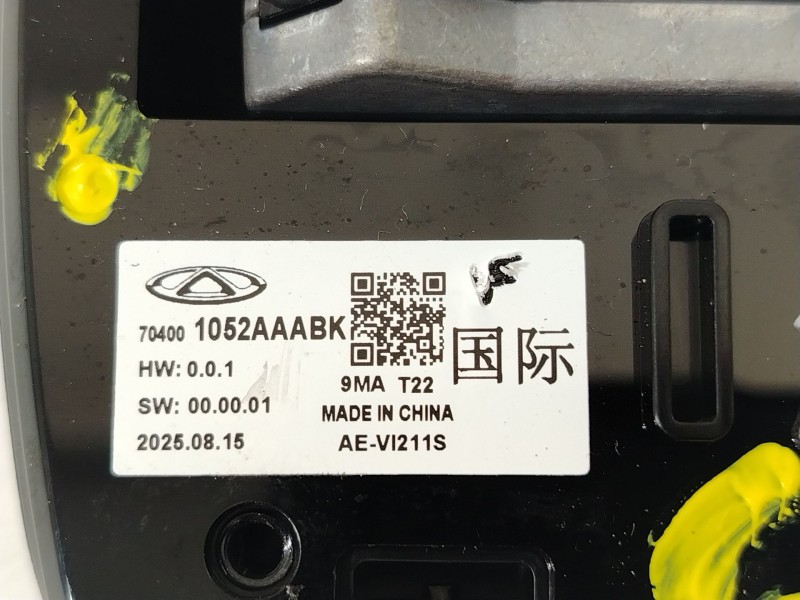 70400 1052AAABK
HW: 0.0.1
SW: 00.00.01
2025.08.15
9MA T22
MADE IN CHINA
AE-VI211S
国际